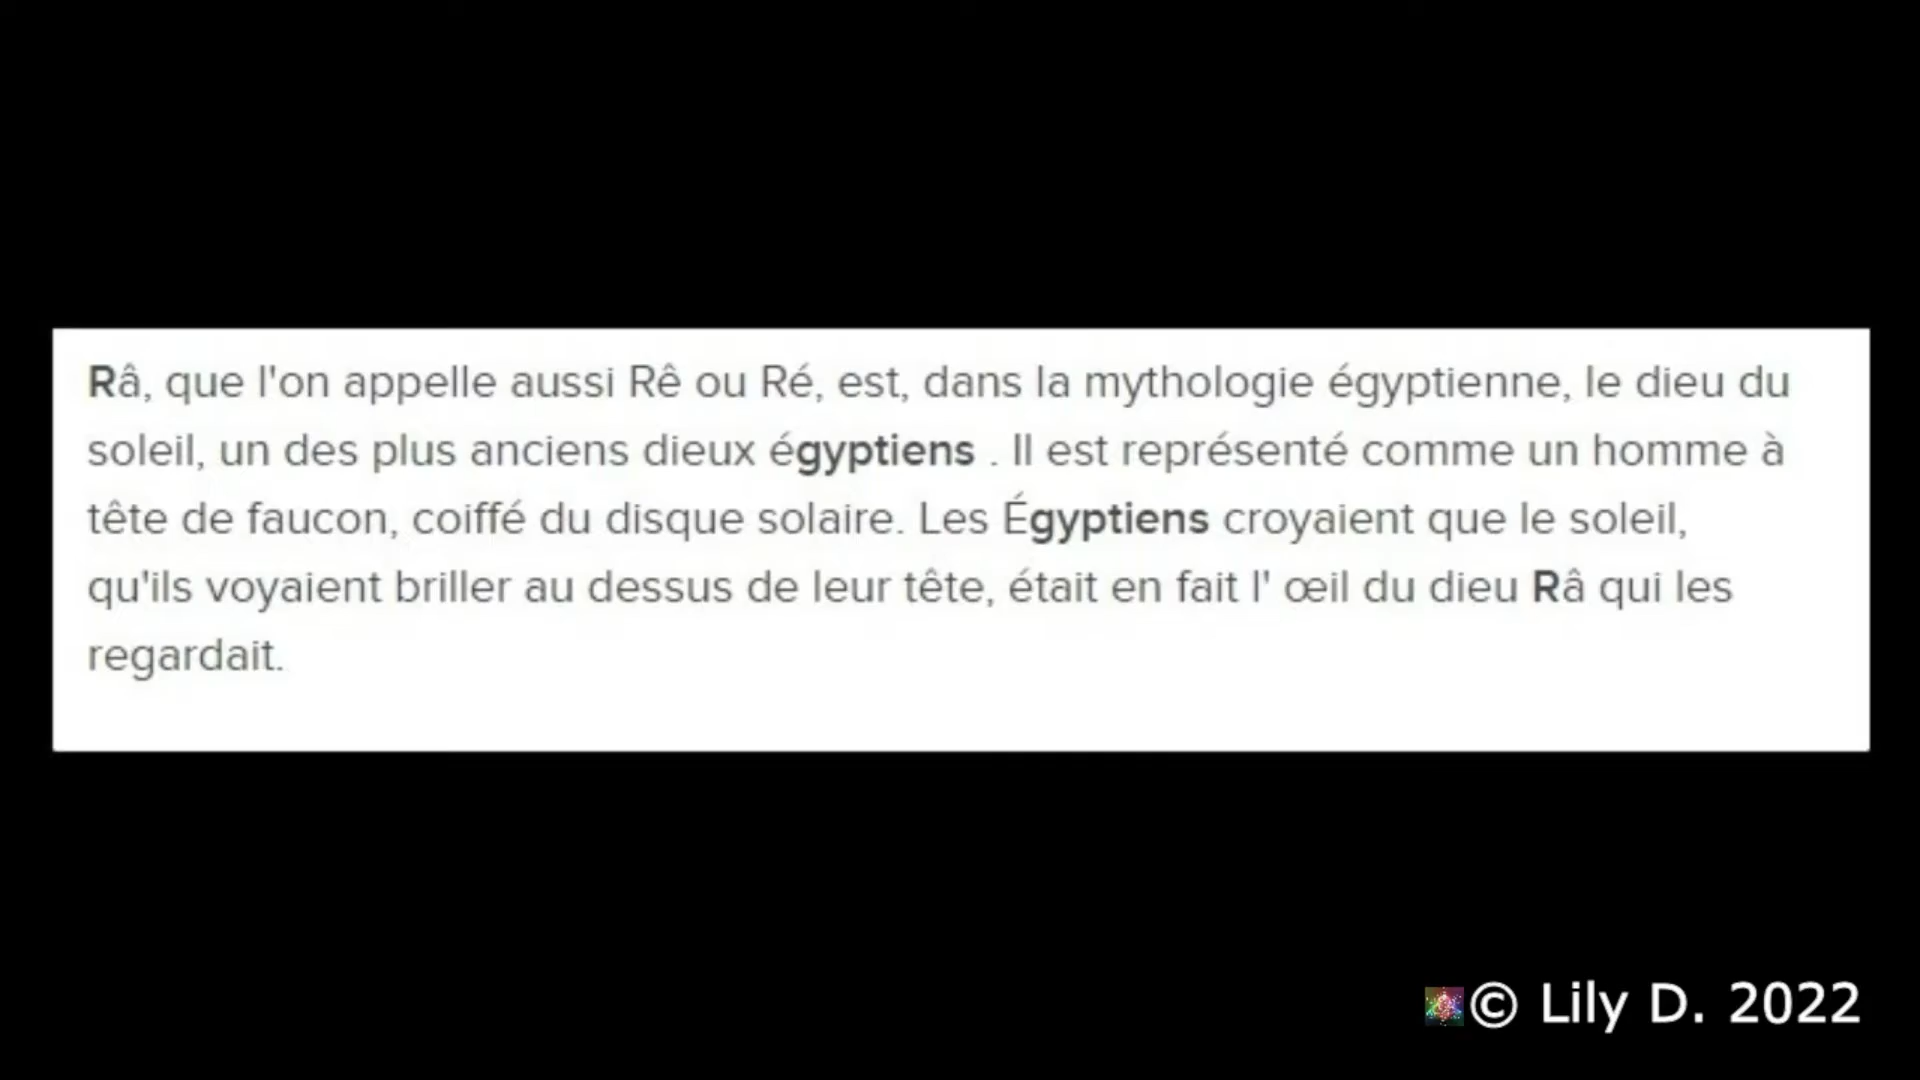 Râ, que l'on appelle aussi Rê ou Ré, est, dans la mythologie égyptienne, le dieu du
soleil, un des plus anciens dieux égyptiens . Il est représenté comme un homme à
tête de faucon, coiffé du disque solaire. Les Égyptiens croyaient que le soleil,
qu'ils voyaient briller au dessus de leur tête, était en fait l' œil du dieu Râ qui les
regardait.
© Lily D. 2022